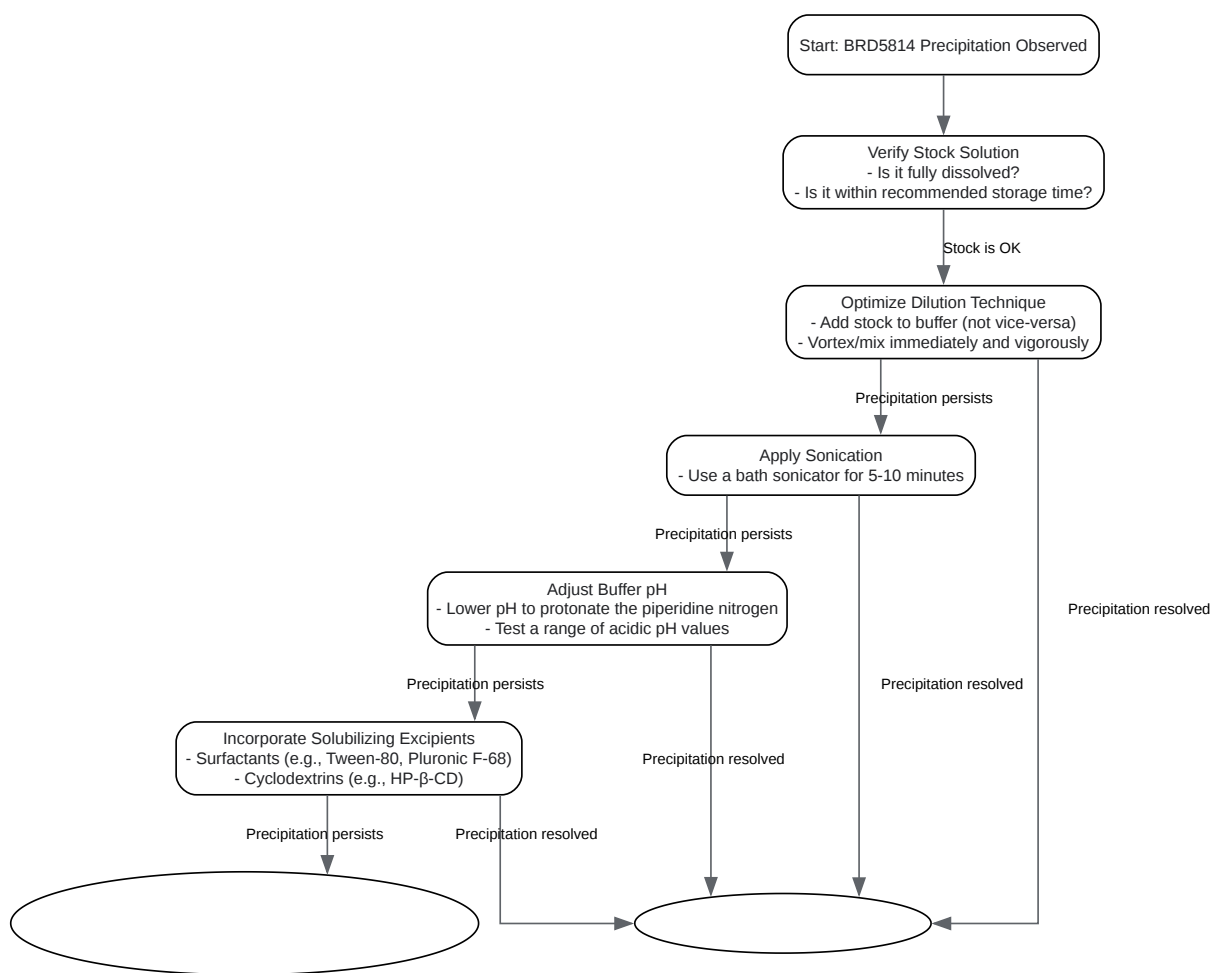 Start: BRD5814 Precipitation Observed
Verify Stock Solution
- Is it fully dissolved?
- Is it within recommended storage time?
Stock is OK
Optimize Dilution Technique
- Add stock to buffer (not vice-versa)
- Vortex/mix immediately and vigorously
Precipitation persists
Apply Sonication
- Use a bath sonicator for 5-10 minutes
Precipitation persists
Adjust Buffer pH
- Lower pH to protonate the piperidine nitrogen
- Test a range of acidic pH values
Precipitation resolved
Precipitation persists
Precipitation resolved
Incorporate Solubilizing Excipients
- Surfactants (e.g., Tween-80, Pluronic F-68)
- Cyclodextrins (e.g., HP-β-CD)
Precipitation resolved
Precipitation persists
Precipitation resolved